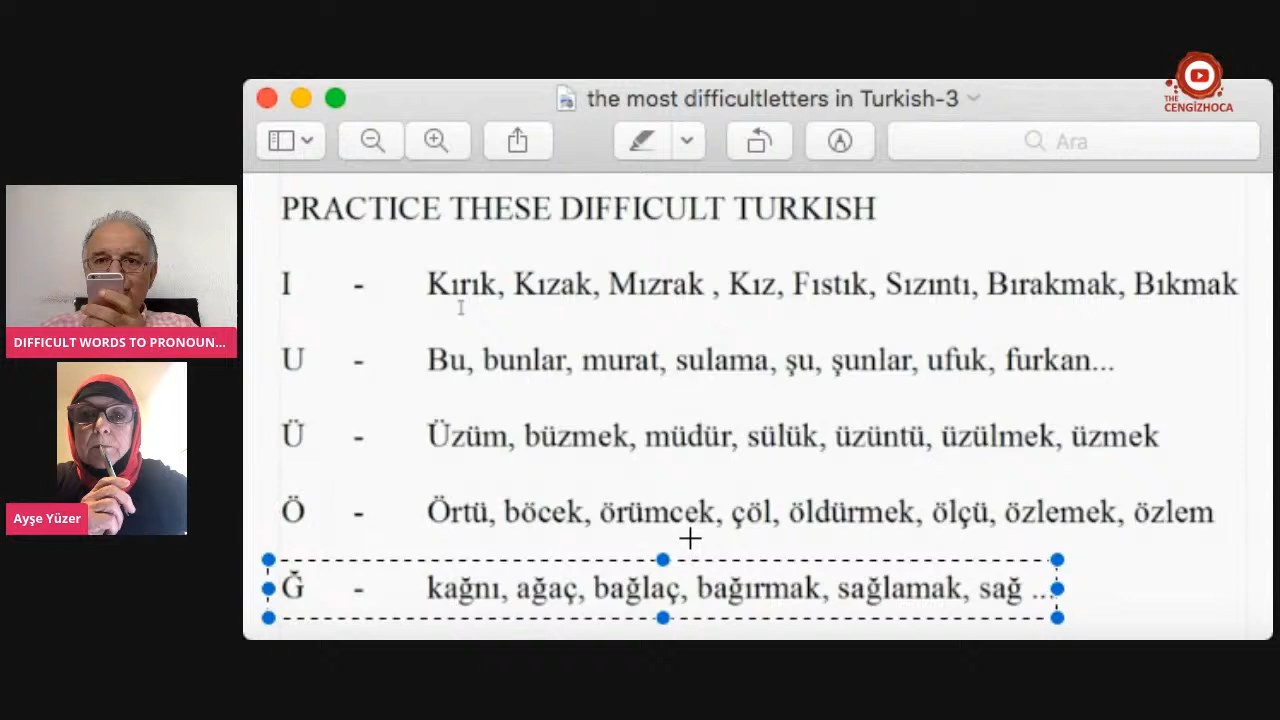 THE
CENGİZHOCA
the most difficultletters in Turkish-3
Ara
PRACTICE THESE DIFFICULT TURKISH
I - Kırık, Kızak, Mızrak , Kız, Fıstık, Sızıntı, Bırakmak, Bıkmak
U - Bu, bunlar, murat, sulama, şu, şunlar, ufuk, furkan...
Ü - Üzüm, büzmek, müdür, sülük, üzüntü, üzülmek, üzmek
Ö - Örtü, böcek, örümcek, çöl, öldürmek, ölçü, özlemek, özlem
Ğ - kağnı, ağaç, bağlaç, bağırmak, sağlamak, sağ ...
DIFFICULT WORDS TO PRONOUN...
Ayşe Yüzer